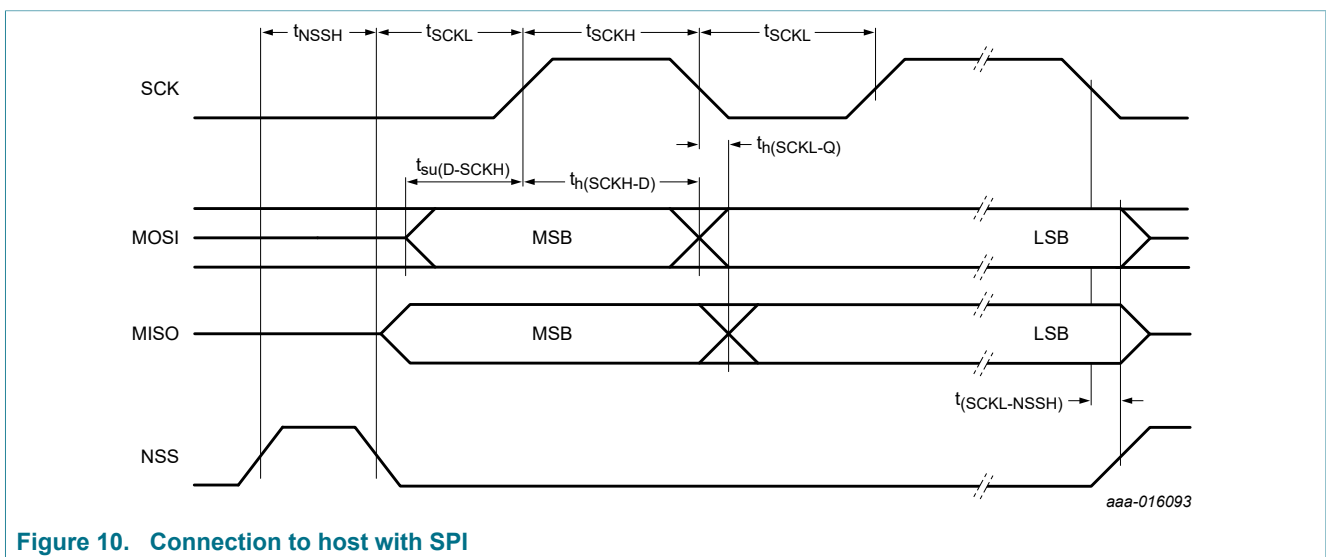 tNSSH tSCKL tSCKH tSCKL
SCK
th(SCKL-Q)
tsu(D-SCKH) th(SCKH-D)
MOSI MSB LSB
MISO MSB LSB
t(SCKL-NSSH)
NSS
aaa-016093
Figure 10. Connection to host with SPI